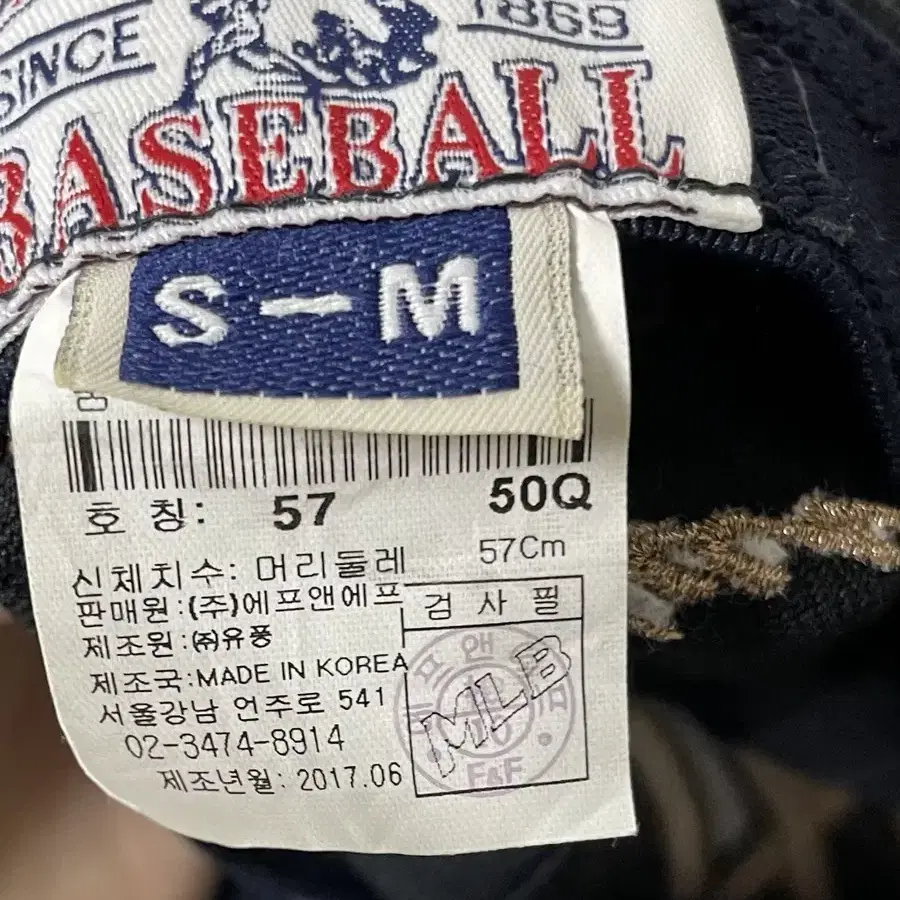 SINCE 1869
BASEBALL
S-M
호 칭: 57 50Q
신체치수: 머리둘레 57Cm
판매원:(주)에프앤에프
제조원:㈜유풍
제조국:MADE IN KOREA
서울강남 언주로 541
02-3474-8914
제조년월: 2017.06
검 사 필
MLB
F&F